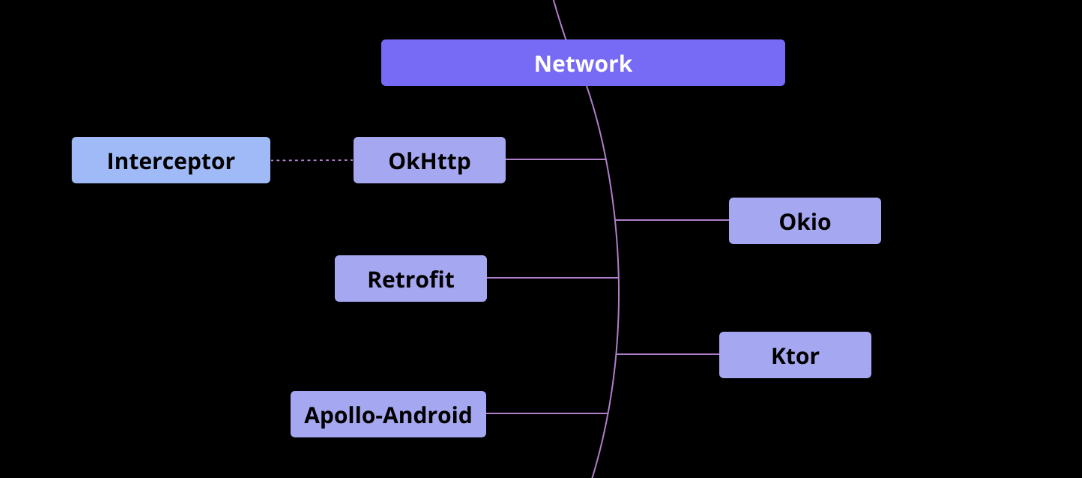 Network
Interceptor
OkHttp
Okio
Retrofit
Ktor
Apollo-Android